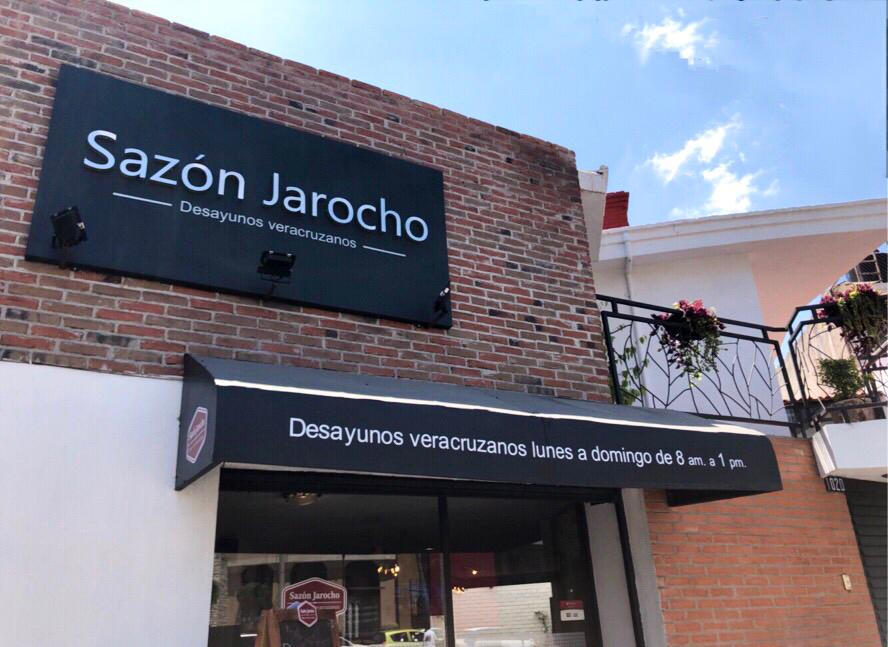 Sazón Jarocho
Desayunos veracruzanos
Desayunos veracruzanos lunes a domingo de 8 am. a 1 pm.
1020
Sazón Jarocho